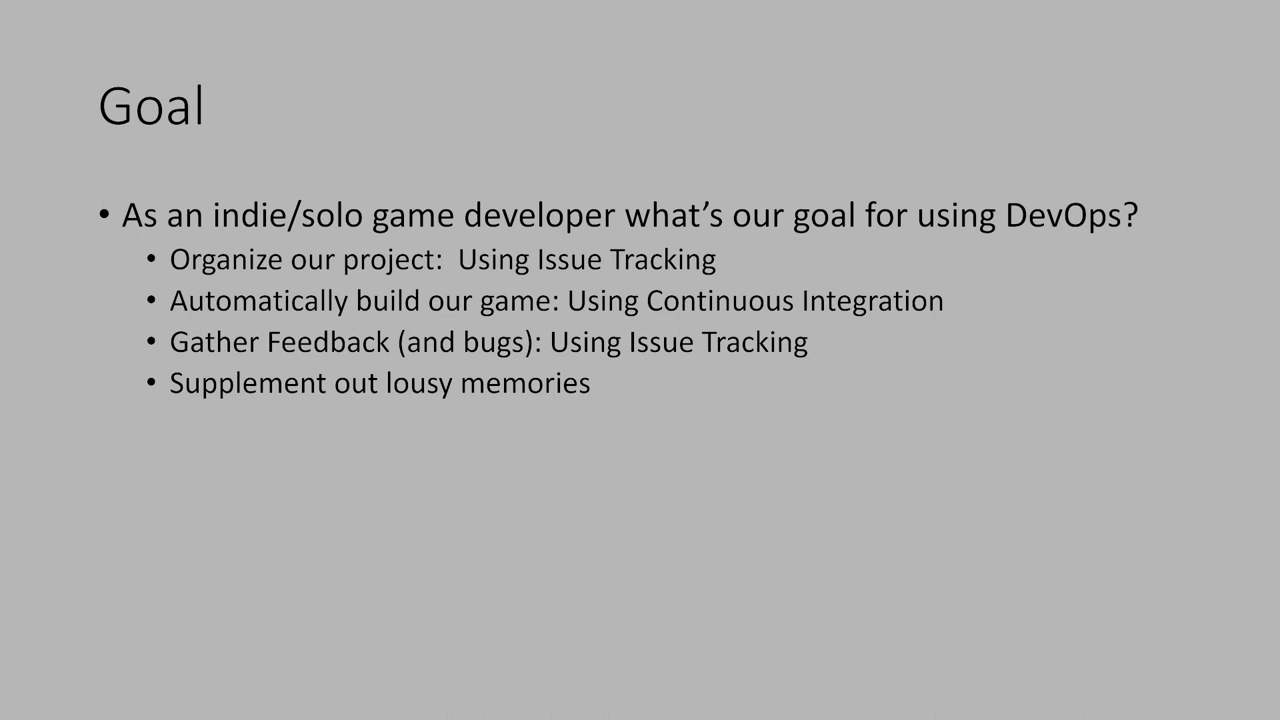 Goal
• As an indie/solo game developer what’s our goal for using DevOps?
• Organize our project:  Using Issue Tracking
• Automatically build our game: Using Continuous Integration
• Gather Feedback (and bugs): Using Issue Tracking
• Supplement out lousy memories